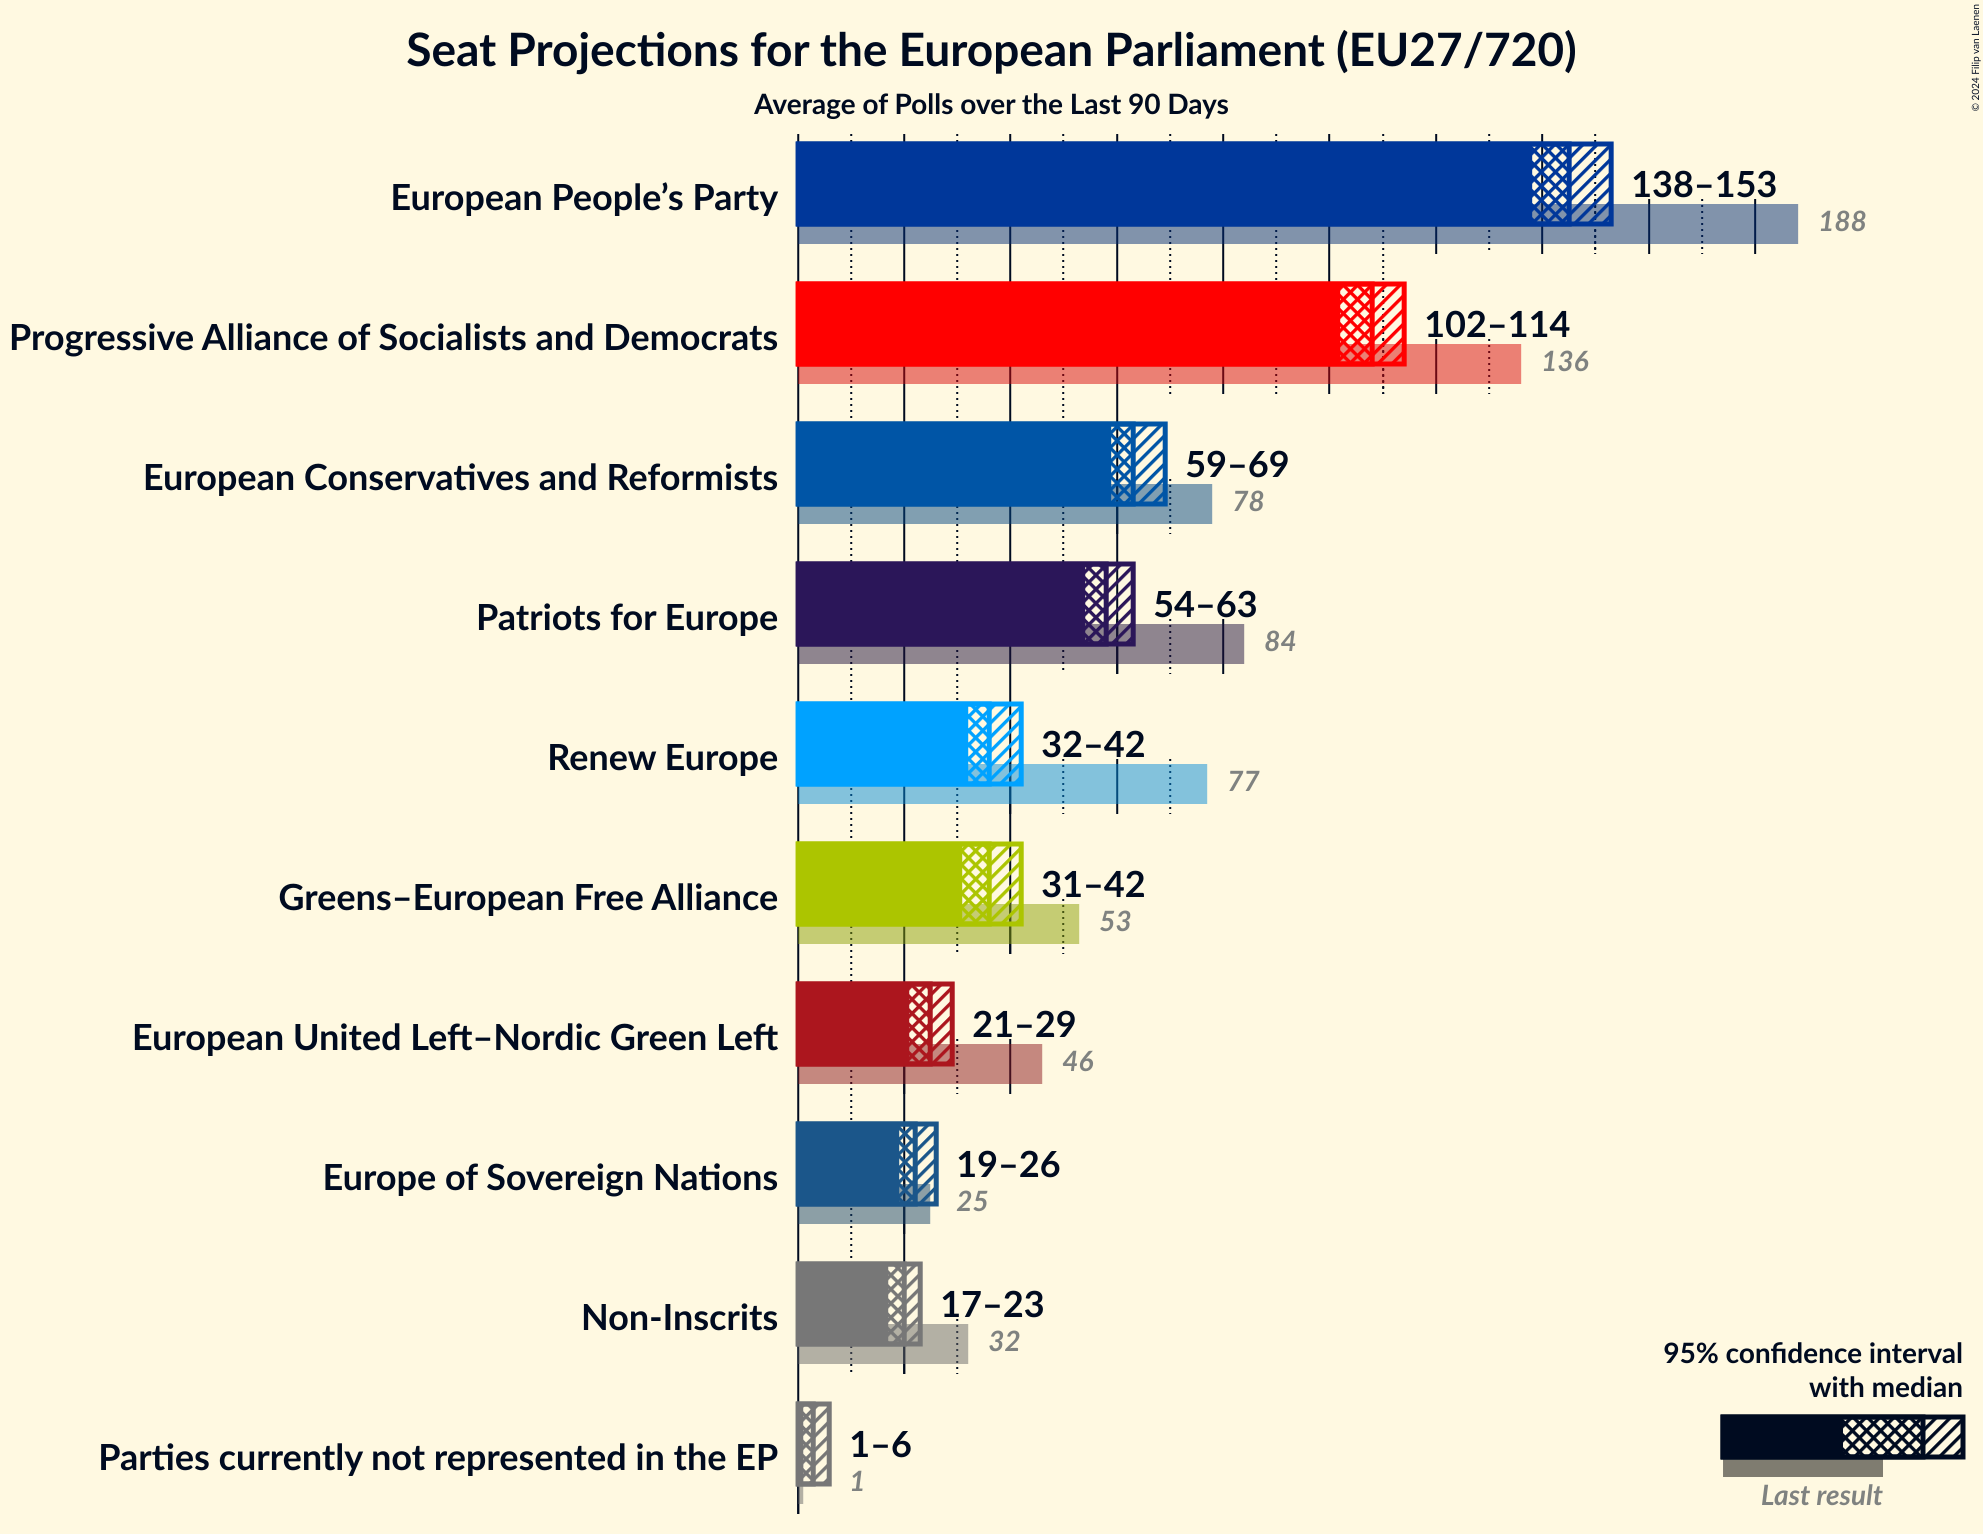 Seat Projections for the European Parliament (EU27/720)
Average of Polls over the Last 90 Days
© 2024 Filip van Laenen
European People’s Party
138–153
188
Progressive Alliance of Socialists and Democrats
102–114
136
European Conservatives and Reformists
59–69
78
Patriots for Europe
54–63
84
Renew Europe
32–42
77
Greens–European Free Alliance
31–42
53
European United Left–Nordic Green Left
21–29
46
Europe of Sovereign Nations
19–26
25
Non-Inscrits
17–23
32
Parties currently not represented in the EP
1–6
1
95% confidence interval
with median
Last result